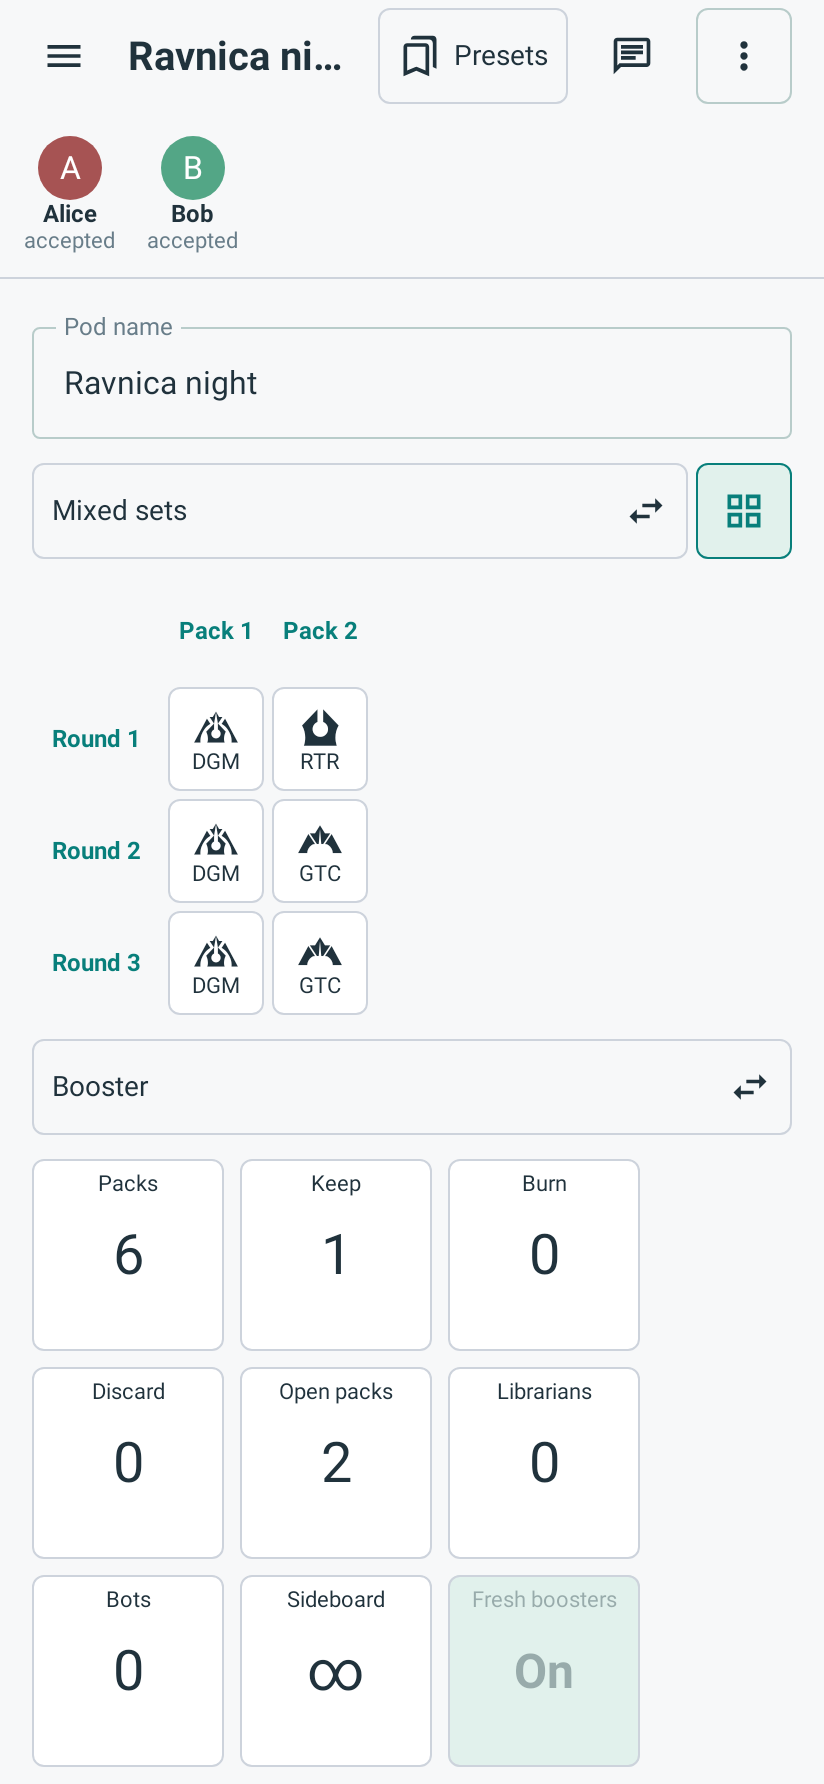 Ravnica ni... Presets
A B
Alice Bob
accepted accepted
Pod name
Ravnica night
Mixed sets
Pack 1 Pack 2
Round 1 DGM RTR
Round 2 DGM GTC
Round 3 DGM GTC
Booster
Packs Keep Burn
6 1 0
Discard Open packs Librarians
0 2 0
Bots Sideboard Fresh boosters
0 ∞ On